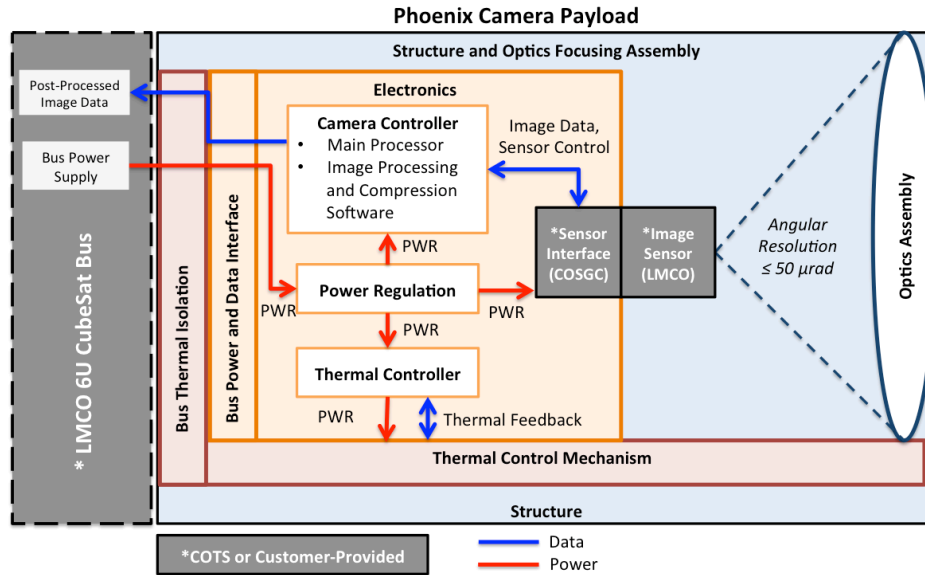 Phoenix Camera Payload
Structure and Optics Focusing Assembly
Post-Processed
Image Data
Bus Power
Supply
* LMCO 6U CubeSat Bus
Bus Thermal Isolation
Bus Power and Data Interface
Electronics
Camera Controller
• Main Processor
• Image Processing
and Compression
Software
Image Data,
Sensor Control
PWR
*Sensor
Interface
(COSGC)
*Image
Sensor
(LMCO)
Angular
Resolution
≤ 50 μrad
Optics Assembly
PWR
Power Regulation
PWR
PWR
Thermal Controller
PWR
Thermal Feedback
Thermal Control Mechanism
Structure
*COTS or Customer-Provided
Data
Power